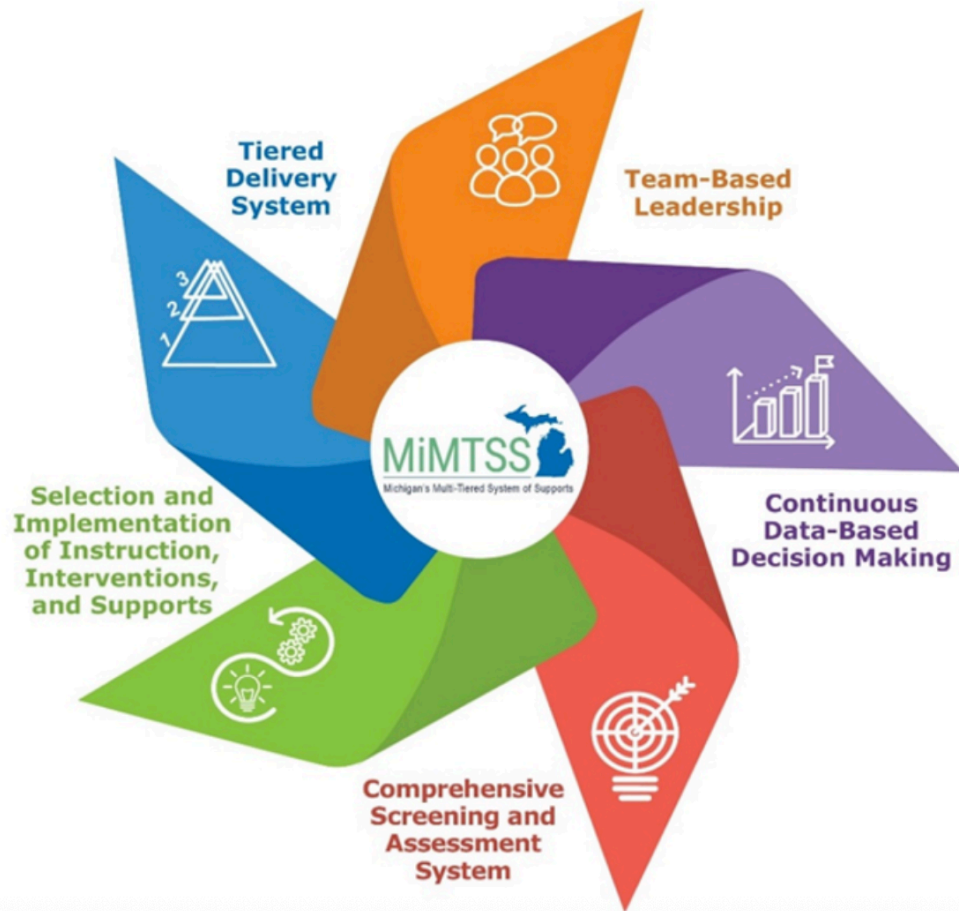 Tiered
Delivery
System
Team-Based
Leadership
3
2
1
MiMTSS
Michigan's Multi-Tiered System of Supports
Selection and
Implementation
of Instruction,
Interventions,
and Supports
Continuous
Data-Based
Decision Making
Comprehensive
Screening and
Assessment
System